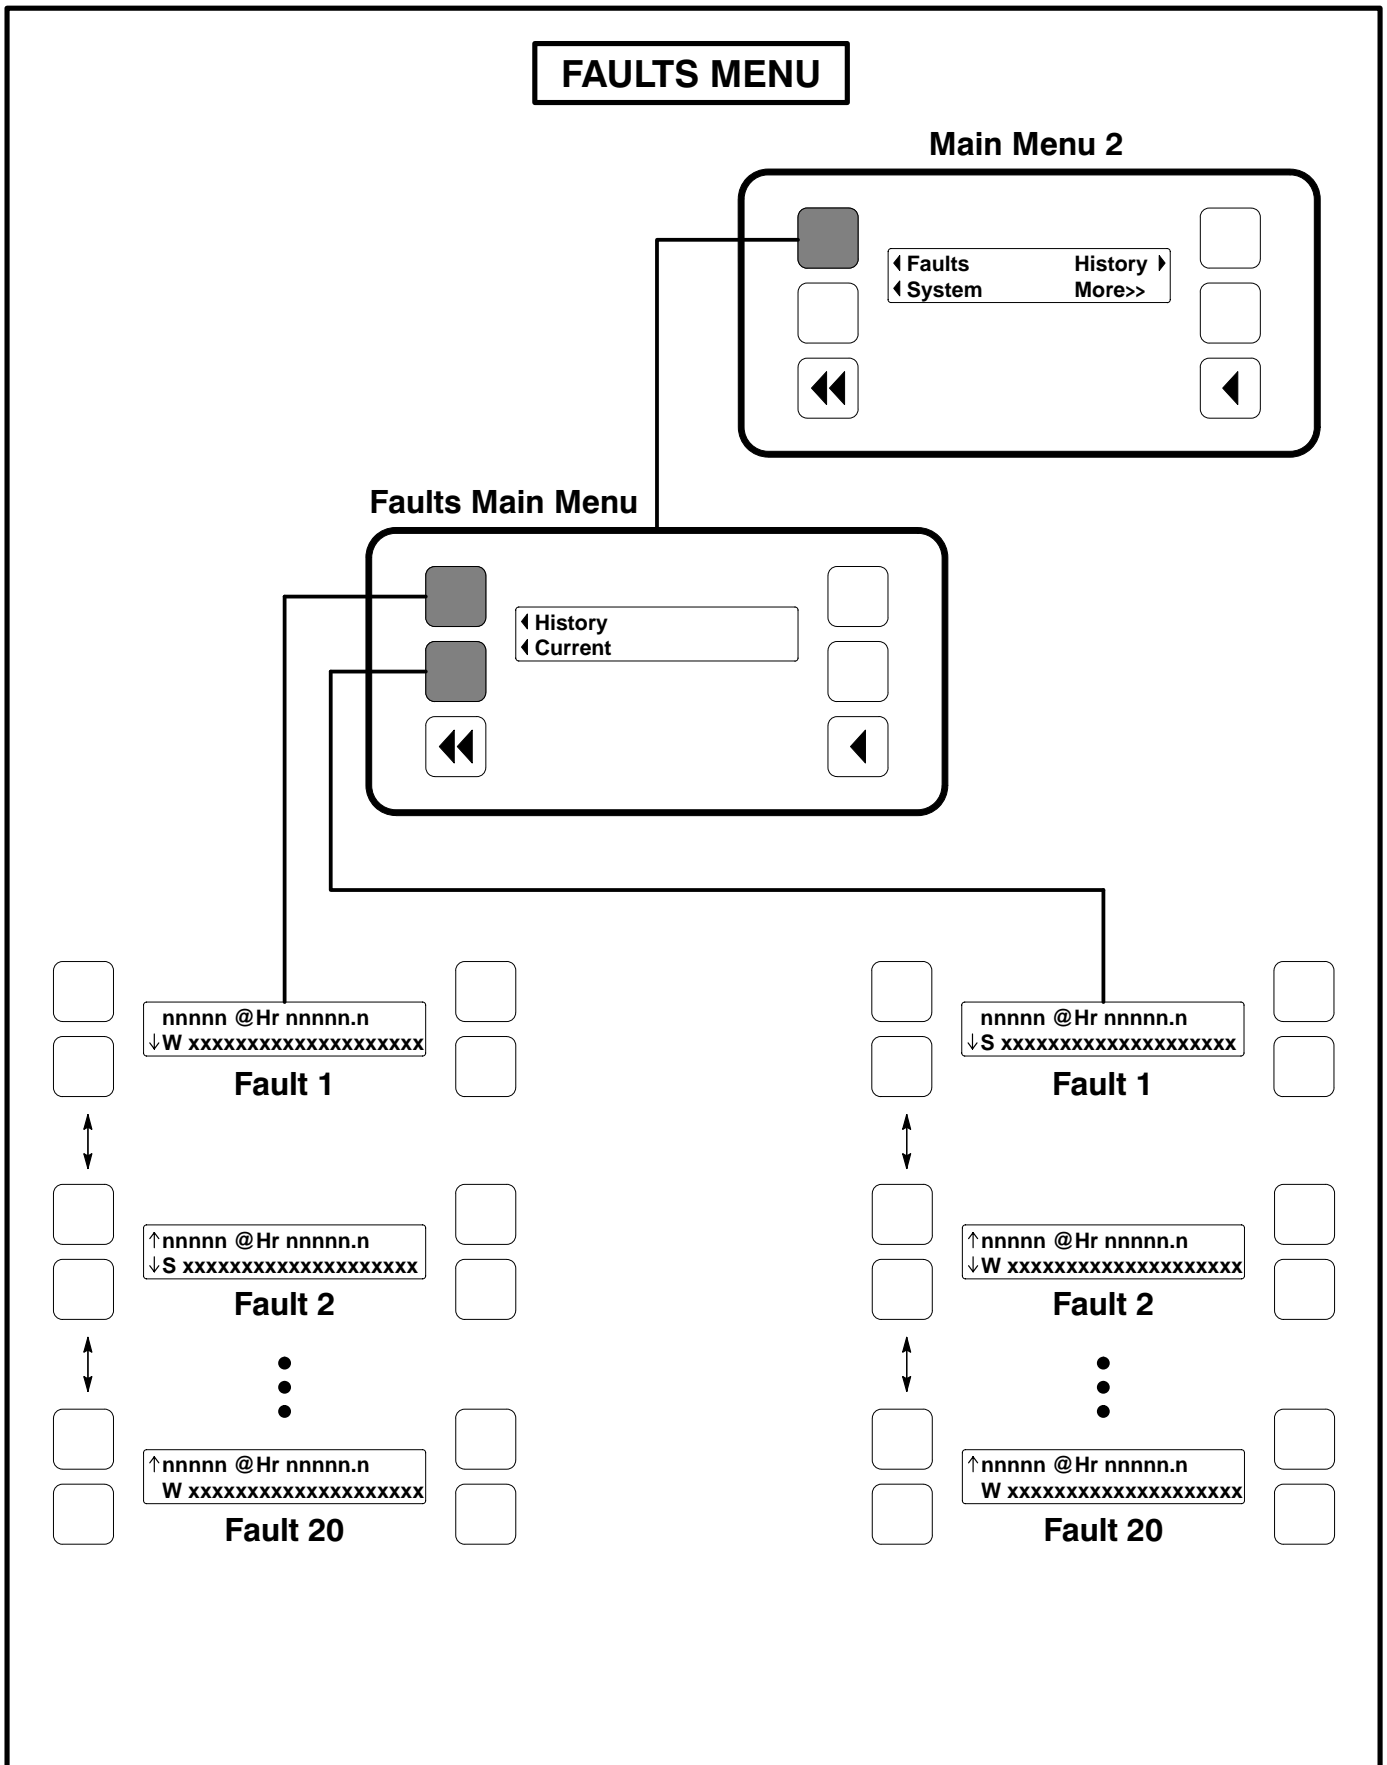 FAULTS MENU
Main Menu 2
Faults History
System More>>
Faults Main Menu
History
Current
nnnnn @Hr nnnnn.n
↓W xxxxxxxxxxxxxxxxxxxx
Fault 1
nnnnn @Hr nnnnn.n
↓S xxxxxxxxxxxxxxxxxxxx
Fault 1
↑nnnnn @Hr nnnnn.n
↓S xxxxxxxxxxxxxxxxxxxx
Fault 2
↑nnnnn @Hr nnnnn.n
↓W xxxxxxxxxxxxxxxxxxxx
Fault 2
↑nnnnn @Hr nnnnn.n
W xxxxxxxxxxxxxxxxxxxx
Fault 20
↑nnnnn @Hr nnnnn.n
W xxxxxxxxxxxxxxxxxxxx
Fault 20